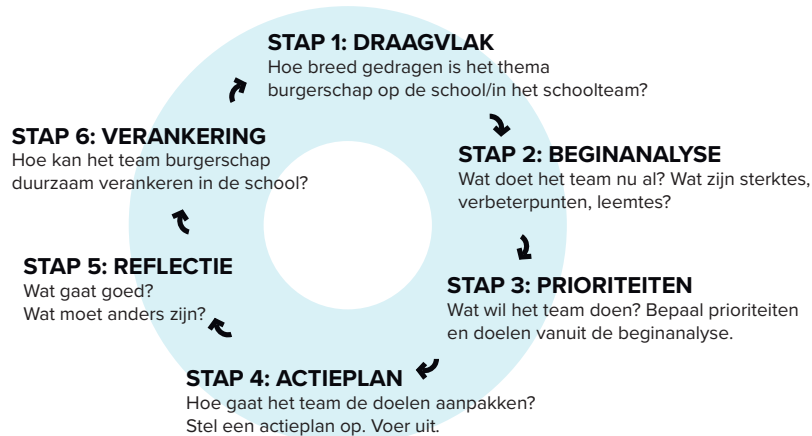 STAP 1: DRAAGVLAK
Hoe breed gedragen is het thema
burgerschap op de school/in het schoolteam?
STAP 2: BEGINANALYSE
Wat doet het team nu al? Wat zijn sterktes,
verbeterpunten, leemtes?
STAP 3: PRIORITEITEN
Wat wil het team doen? Bepaal prioriteiten
en doelen vanuit de beginanalyse.
STAP 4: ACTIEPLAN
Hoe gaat het team de doelen aanpakken?
Stel een actieplan op. Voer uit.
STAP 5: REFLECTIE
Wat gaat goed?
Wat moet anders zijn?
STAP 6: VERANKERING
Hoe kan het team burgerschap
duurzaam verankeren in de school?